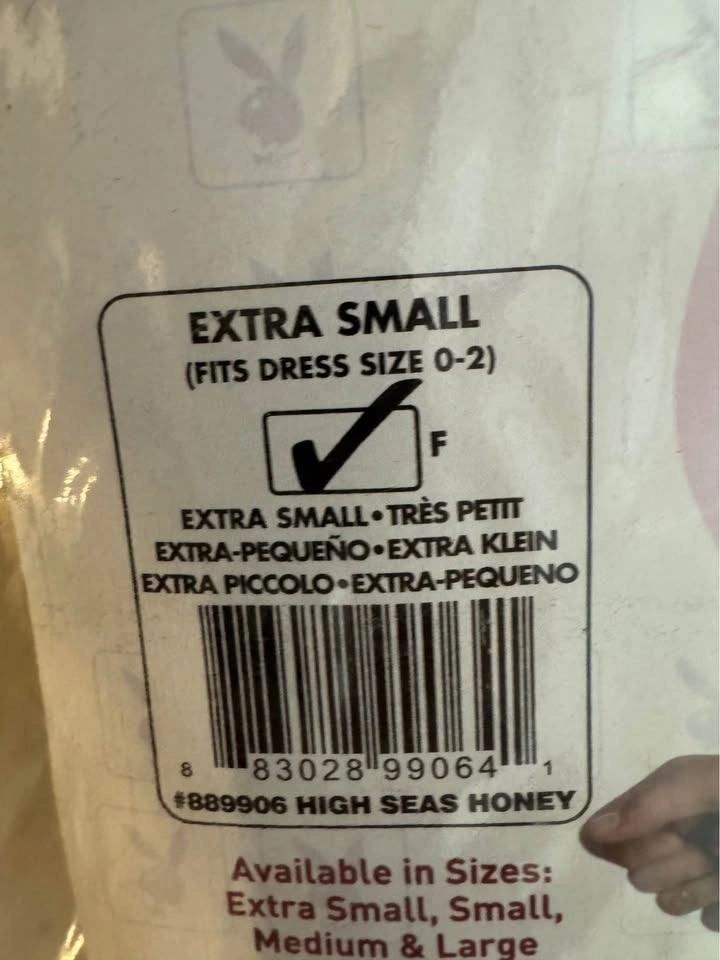 EXTRA SMALL
(FITS DRESS SIZE 0-2)
F
EXTRA SMALL•TRÈS PETIT
EXTRA-PEQUEÑO•EXTRA KLEIN
EXTRA PICCOLO•EXTRA-PEQUENO
8 83028 99064 1
#889906 HIGH SEAS HONEY
Available in Sizes:
Extra Small, Small,
Medium & Large